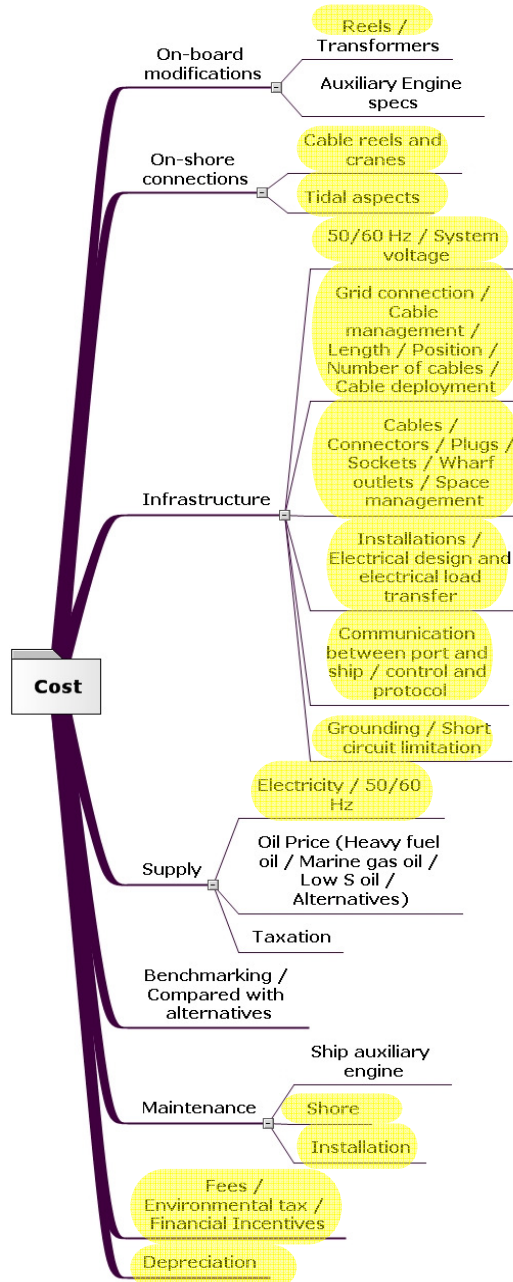 Reels /
Transformers
On-board
modifications
Auxiliary Engine
specs
Cable reels and
cranes
On-shore
connections
Tidal aspects
50/60 Hz / System
voltage
Grid connection /
Cable
management /
Length / Position /
Number of cables /
Cable deployment
Cables /
Connectors / Plugs /
Sockets / Wharf
outlets / Space
management
Infrastructure
Installations /
Electrical design and
electrical load
transfer
Communication
between port and
ship / control and
protocol
Grounding / Short
circuit limitation
Cost
Electricity / 50/60
Hz
Oil Price (Heavy fuel
oil / Marine gas oil /
Low S oil /
Alternatives)
Supply
Taxation
Benchmarking /
Compared with
alternatives
Ship auxiliary
engine
Maintenance
Shore
Installation
Fees /
Environmental tax /
Financial Incentives
Depreciation